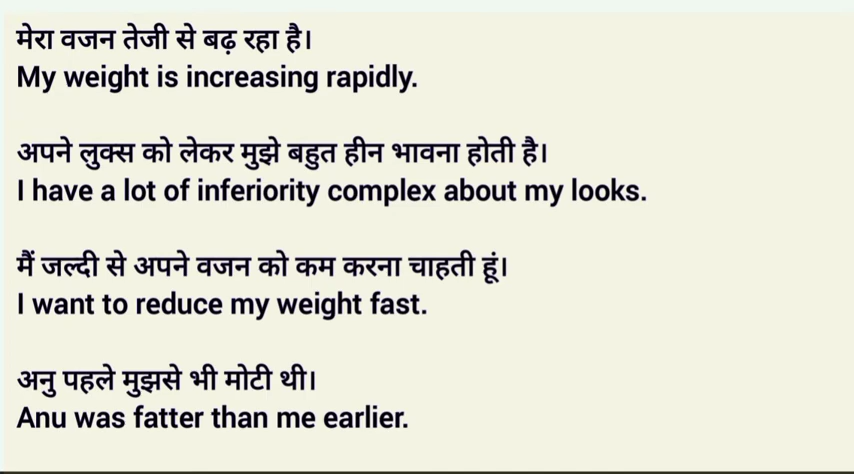 मेरा वजन तेजी से बढ़ रहा है।
My weight is increasing rapidly.
अपने लुक्स को लेकर मुझे बहुत हीन भावना होती है।
I have a lot of inferiority complex about my looks.
मैं जल्दी से अपने वजन को कम करना चाहती हूं।
I want to reduce my weight fast.
अनु पहले मुझसे भी मोटी थी।
Anu was fatter than me earlier.